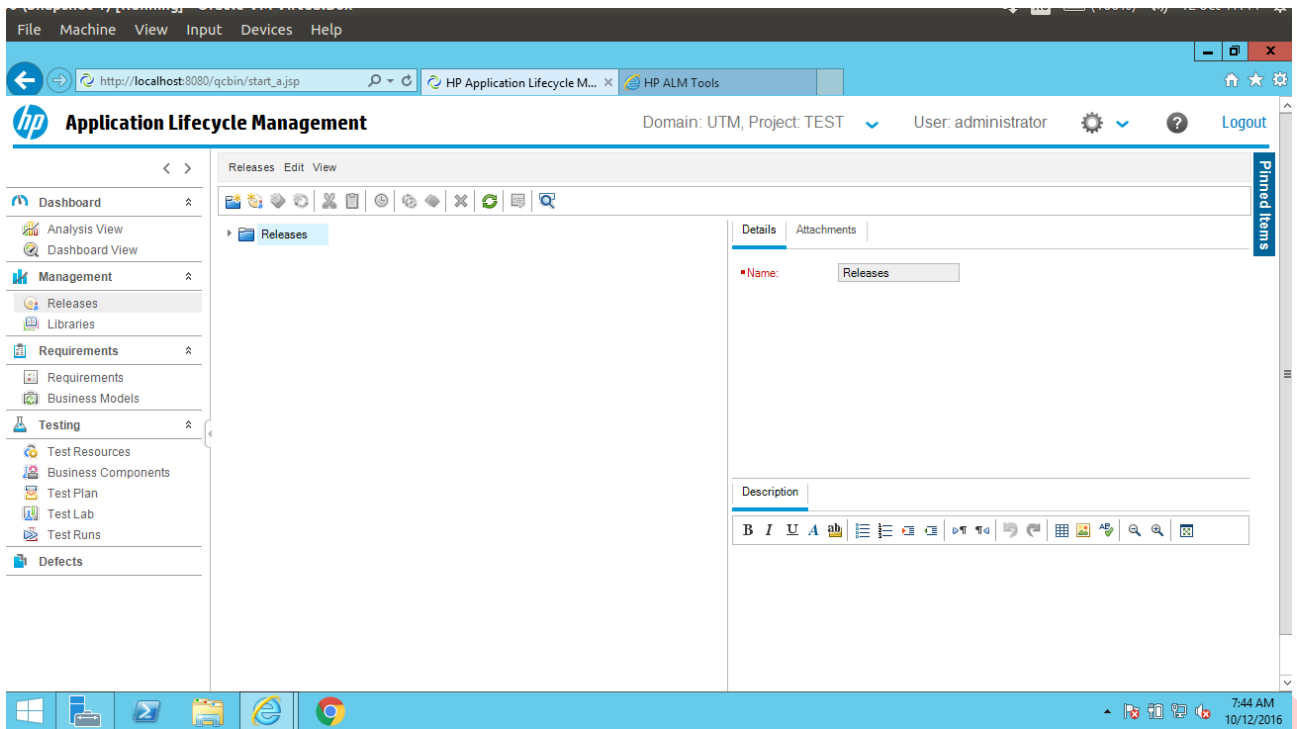 File Machine View Input Devices Help
http://localhost:8080/qcbin/start_a.jsp
HP Application Lifecycle M...
HP ALM Tools
hp Application Lifecycle Management
Domain: UTM, Project: TEST
User: administrator
Logout
Releases Edit View
Pinned Items
Dashboard
Analysis View
Dashboard View
Management
Releases
Libraries
Requirements
Requirements
Business Models
Testing
Test Resources
Business Components
Test Plan
Test Lab
Test Runs
Defects
Releases
Details Attachments
Name: Releases
Description
B I U A ab
7:44 AM
10/12/2016